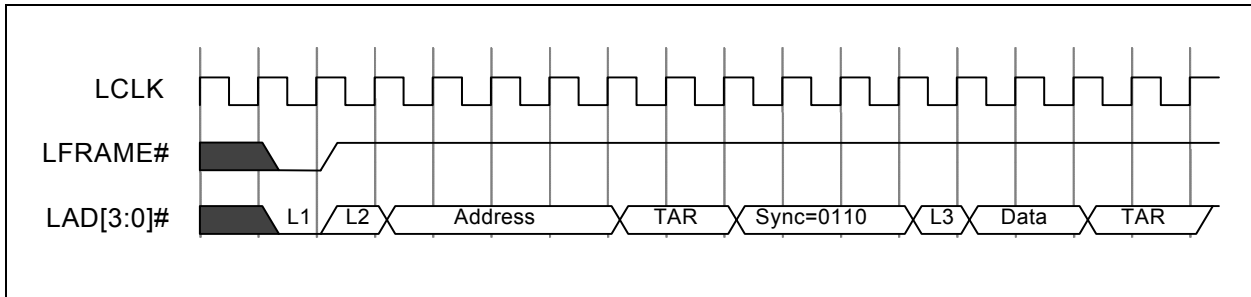 LCLK
LFRAME#
LAD[3:0]# L1 L2 Address TAR Sync=0110 L3 Data TAR